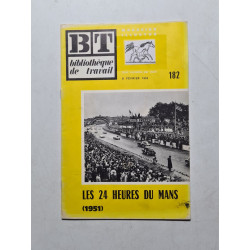 BT
bibliothèque
de travail
182
LES 24 HEURES DU MANS
(1951)